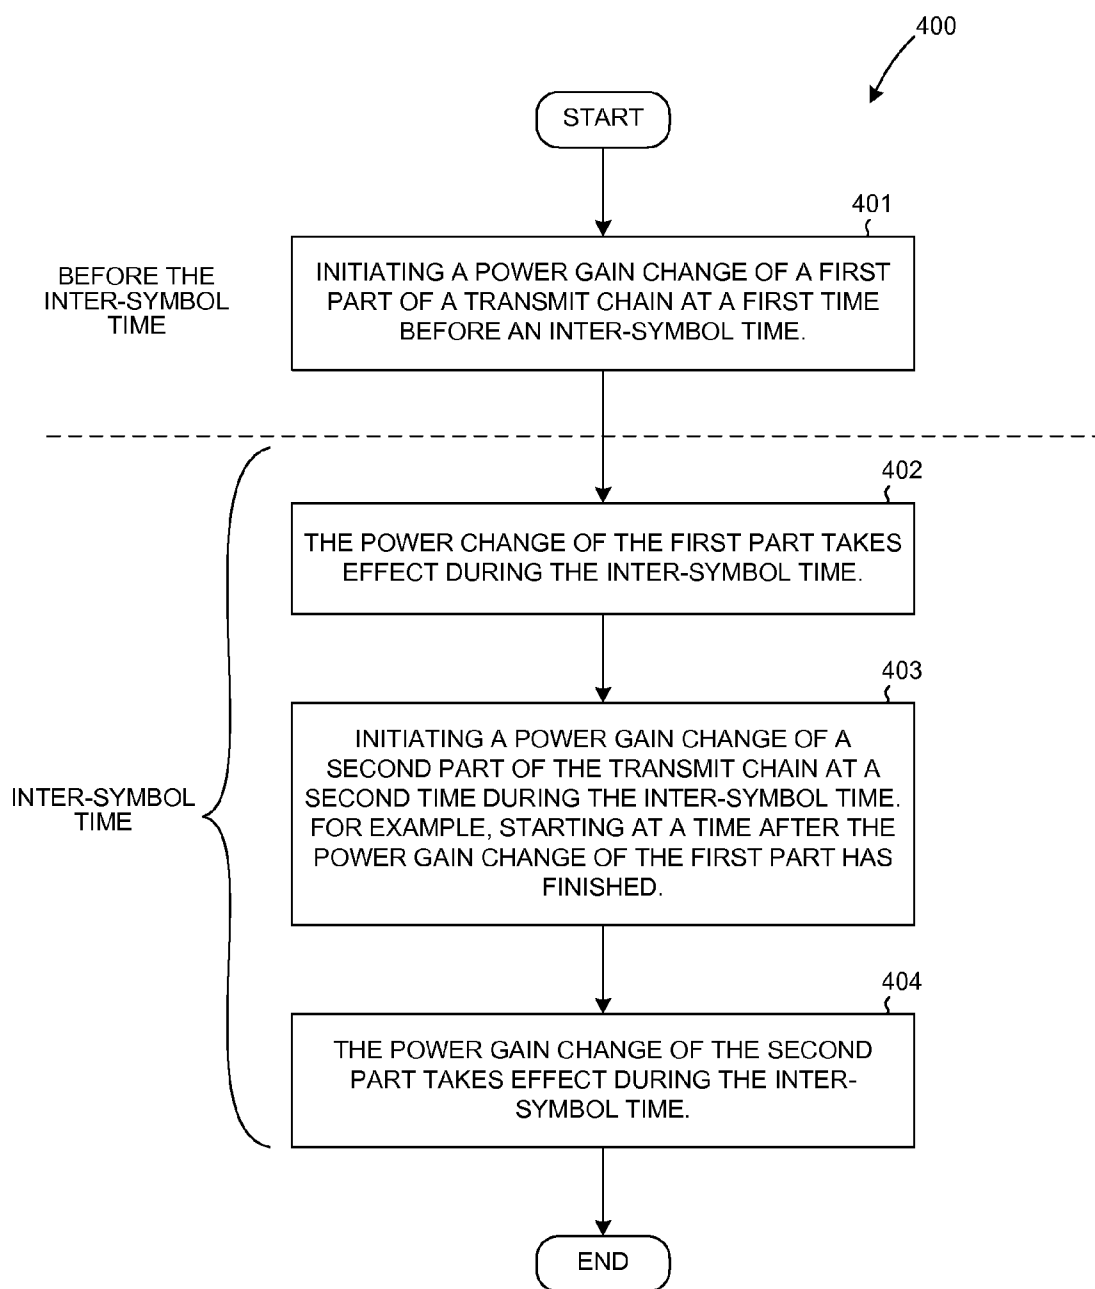 400
START
401
BEFORE THE
INTER-SYMBOL
TIME
INITIATING A POWER GAIN CHANGE OF A FIRST
PART OF A TRANSMIT CHAIN AT A FIRST TIME
BEFORE AN INTER-SYMBOL TIME.
402
THE POWER CHANGE OF THE FIRST PART TAKES
EFFECT DURING THE INTER-SYMBOL TIME.
403
INTER-SYMBOL
TIME
INITIATING A POWER GAIN CHANGE OF A
SECOND PART OF THE TRANSMIT CHAIN AT A
SECOND TIME DURING THE INTER-SYMBOL TIME.
FOR EXAMPLE, STARTING AT A TIME AFTER THE
POWER GAIN CHANGE OF THE FIRST PART HAS
FINISHED.
404
THE POWER GAIN CHANGE OF THE SECOND
PART TAKES EFFECT DURING THE INTER-
SYMBOL TIME.
END